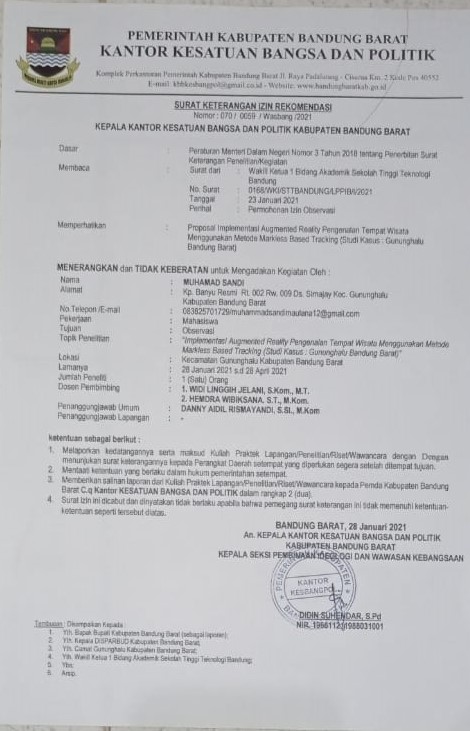 PEMERINTAH KABUPATEN BANDUNG BARAT
KANTOR KESATUAN BANGSA DAN POLITIK
Komplek Perkantoran Pemerintah Kabupaten Bandung Barat Jl. Raya Padalarang - Cisarua Km. 2 Kode Pos 40552
E-mail: kbbkesbangpol@gmail.co.id - Website: www.bandungbaratkab.go.id
SURAT KETERANGAN IZIN REKOMENDASI
Nomor : 070 / 0059 / Wasbang /2021
KEPALA KANTOR KESATUAN BANGSA DAN POLITIK KABUPATEN BANDUNG BARAT
Dasar : Peraturan Menteri Dalam Negeri Nomor 3 Tahun 2018 tentang Penerbitan Surat
Keterangan Penelitian/Kegiatan
Membaca : Surat dari : Wakil Ketua 1 Bidang Akademik Sekolah Tinggi Teknologi
Bandung
No. Surat : 0168/WKI/STTBANDUNG/LPPIB/I/2021
Tanggal : 23 Januari 2021
Perihal : Permohonan Izin Observasi
Memperhatikan : Proposal Implementasi Augmented Reality Pengenalan Tempat Wisata
Menggunakan Metode Markless Based Tracking (Studi Kasus : Gununghalu
Bandung Barat)
MENERANGKAN dan TIDAK KEBERATAN untuk Mengadakan Kegiatan Oleh :
Nama : MUHAMAD SANDI
Alamat : Kp. Banyu Resmi Rt. 002 Rw. 009 Ds. Simajay Kec. Gununghalu
Kabupaten Bandung Barat
No.Telepon /E-mail : 083825701729/muhammadsandimaulana12@gmail.com
Pekerjaan : Mahasiswa
Tujuan : Observasi
Topik Penelitian : "Implementasi Augmented Reality Pengenalan Tempat Wisata Menggunakan Metode
Markless Based Tracking (Studi Kasus : Gununghalu Bandung Barat)"
Lokasi : Kecamatan Gununghalu Kabupaten Bandung Barat
Lamanya : 28 Januari 2021 s.d 28 April 2021
Jumlah Peneliti : 1 (Satu) Orang
Dosen Pembimbing : 1. WIDI LINGGIH JELANI, S.Kom., M.T.
2. HENDRA WIBIKSANA. S.T., M.Kom.
Penanggungjawab Umum : DANNY AIDIL RISMAYANDI, S.SI., M.Kom
Penanggungjawab Lapangan : -
ketentuan sebagai berikut :
1. Melaporkan kedatangannya serta maksud Kuliah Praktek Lapangan/Penelitian/Riset/Wawancara dengan Dengan
menunjukan surat keterangannya kepada Perangkat Daerah setempat yang diperlukan segera setelah ditempat tujuan.
2. Mentaati ketentuan yang berlaku dalam hukum pemerintahan setempat.
3. Memberikan salinan laporan dari Kuliah Praktek Lapangan/Penelitian/Riset/Wawancara kepada Pemda Kabupaten Bandung
Barat C.q Kantor KESATUAN BANGSA DAN POLITIK dalam rangkap 2 (dua).
4. Surat Izin ini dicabut dan dinyatakan tidak berlaku apabila bahwa pemegang surat keterangan ini tidak memenuhi ketentuan-
ketentuan seperti tersebut diatas.
BANDUNG BARAT, 28 Januari 2021
An. KEPALA KANTOR KESATUAN BANGSA DAN POLITIK
KABUPATEN BANDUNG BARAT
KEPALA SEKSI PEMBINAAN IDEOLOGI DAN WAWASAN KEBANGSAAN
KANTOR
KESBANGPOL
DIDIN SUHENDAR, S.Pd
Tembusan : Disampaikan Kepada :
1. Yth. Bapak Bupati Kabupaten Bandung Barat (sebagai laporan);
2. Yth. Kepala DISPARBUD Kabupaten Bandung Barat;
3. Yth. Camat Gununghalu Kabupaten Bandung Barat;
4. Yth. Wakil Ketua 1 Bidang Akademik Sekolah Tinggi Teknologi Bandung;
5. Ybs;
6. Arsip.